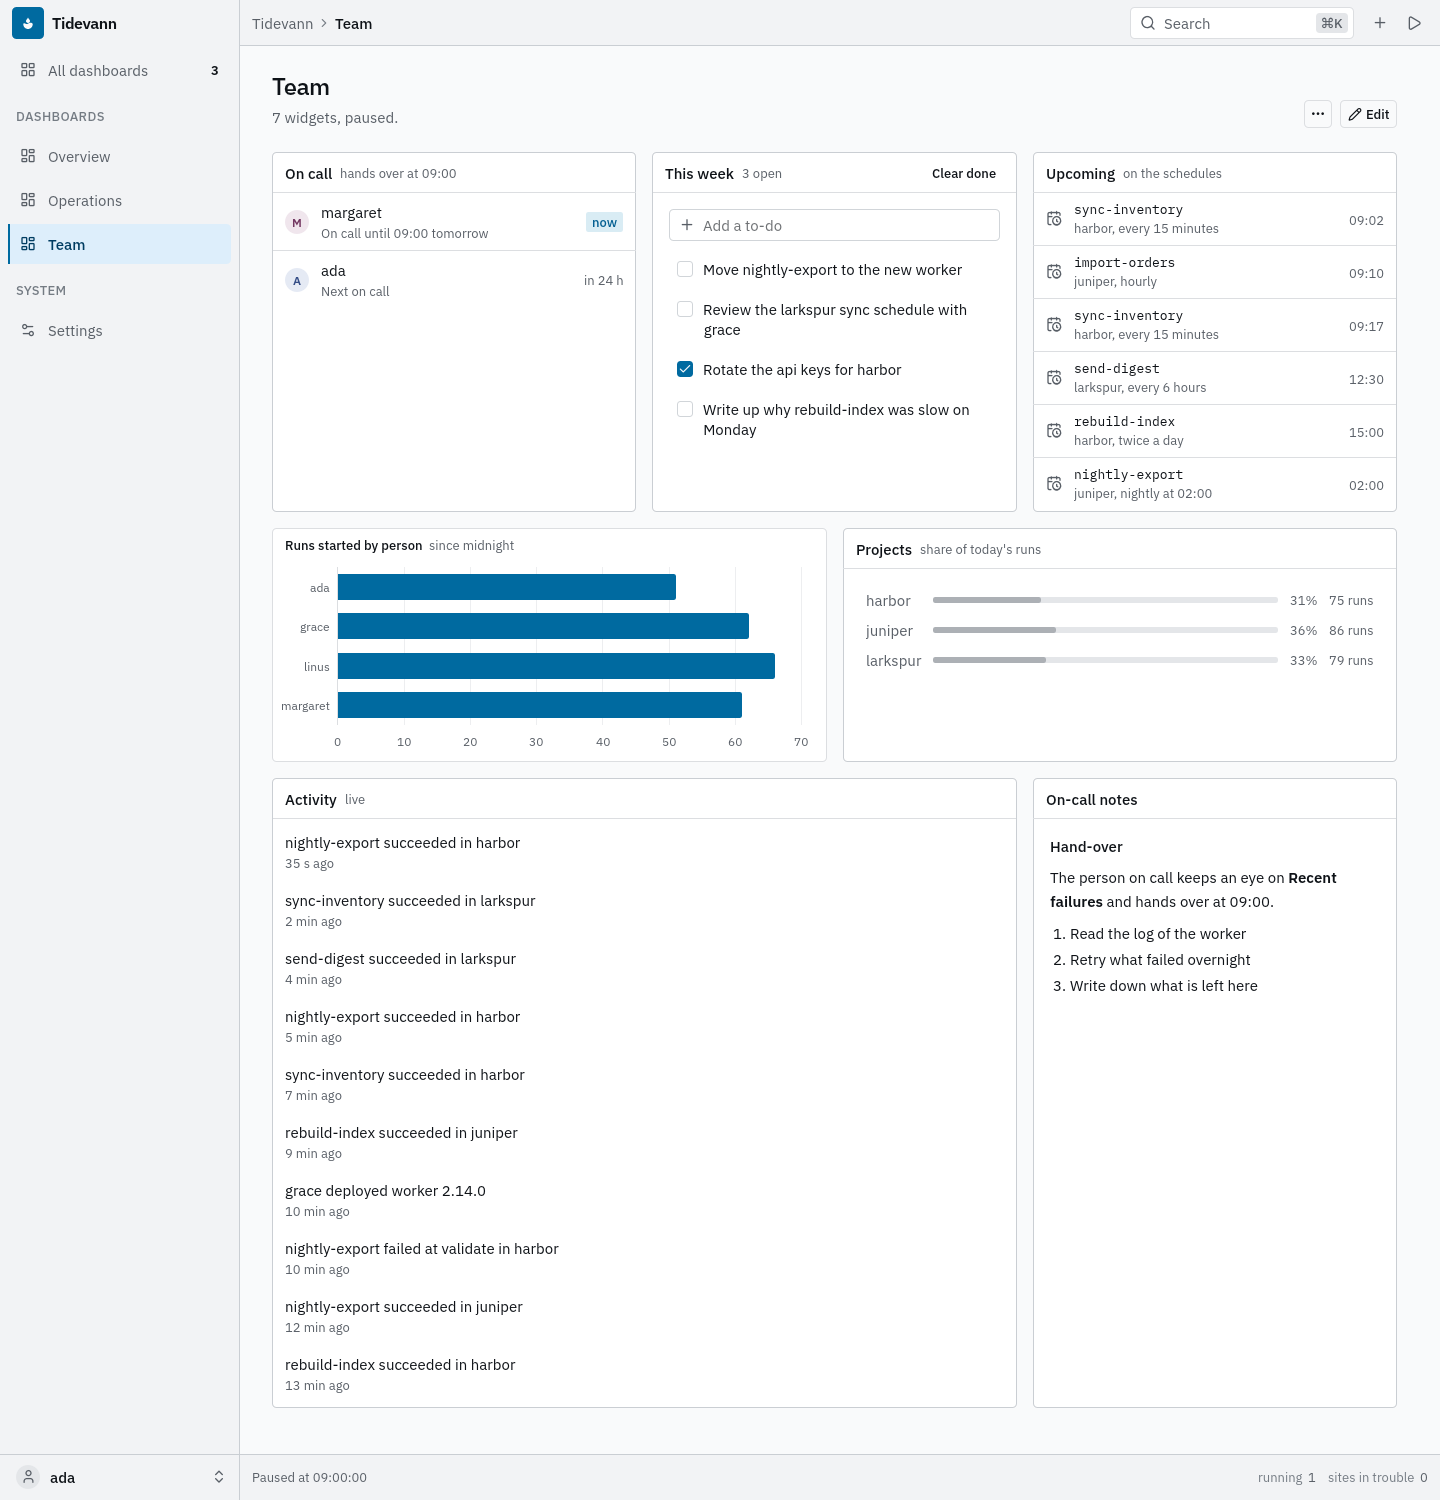 Tidevann
All dashboards 3
DASHBOARDS
Overview
Operations
Team
SYSTEM
Settings
ada
Tidevann > Team
Search ⌘K
Team
7 widgets, paused.
Edit
On call hands over at 09:00
M margaret now
On call until 09:00 tomorrow
A ada in 24 h
Next on call
This week 3 open Clear done
Add a to-do
Move nightly-export to the new worker
Review the larkspur sync schedule with
grace
Rotate the api keys for harbor
Write up why rebuild-index was slow on
Monday
Upcoming on the schedules
sync-inventory 09:02
harbor, every 15 minutes
import-orders 09:10
juniper, hourly
sync-inventory 09:17
harbor, every 15 minutes
send-digest 12:30
larkspur, every 6 hours
rebuild-index 15:00
harbor, twice a day
nightly-export 02:00
juniper, nightly at 02:00
Runs started by person since midnight
ada
grace
linus
margaret
0 10 20 30 40 50 60 70
Projects share of today's runs
harbor 31% 75 runs
juniper 36% 86 runs
larkspur 33% 79 runs
Activity live
nightly-export succeeded in harbor
35 s ago
sync-inventory succeeded in larkspur
2 min ago
send-digest succeeded in larkspur
4 min ago
nightly-export succeeded in harbor
5 min ago
sync-inventory succeeded in harbor
7 min ago
rebuild-index succeeded in juniper
9 min ago
grace deployed worker 2.14.0
10 min ago
nightly-export failed at validate in harbor
10 min ago
nightly-export succeeded in juniper
12 min ago
rebuild-index succeeded in harbor
13 min ago
On-call notes
Hand-over
The person on call keeps an eye on Recent
failures and hands over at 09:00.
1. Read the log of the worker
2. Retry what failed overnight
3. Write down what is left here
Paused at 09:00:00
running 1 sites in trouble 0